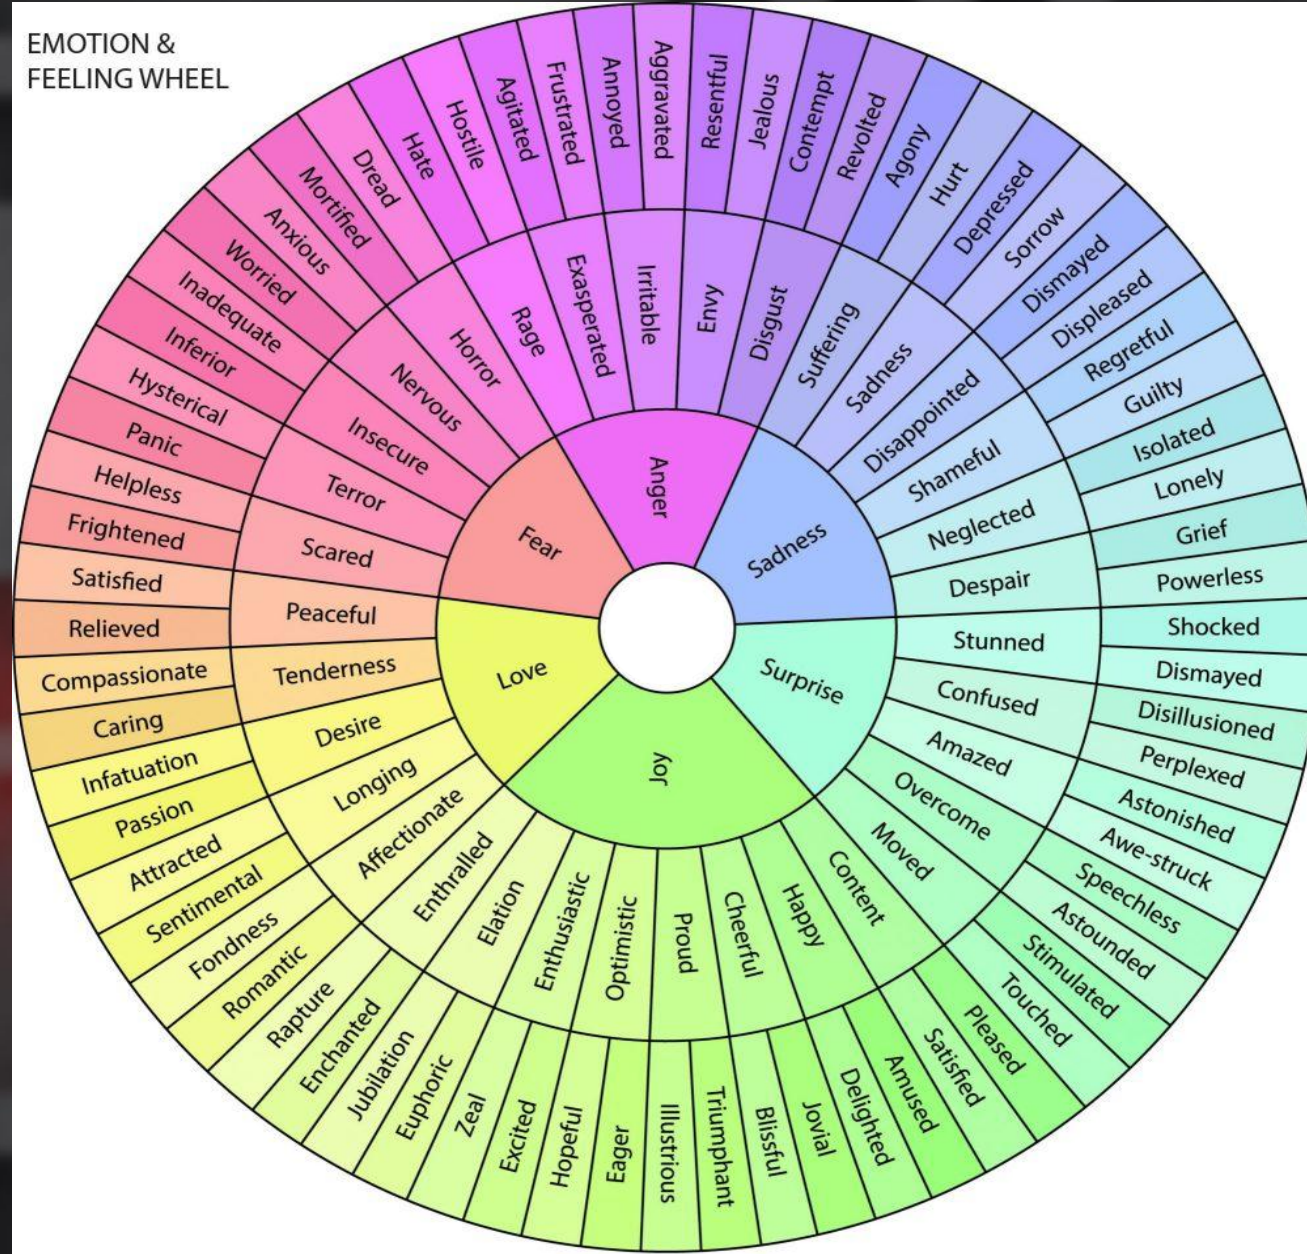 EMOTION &
FEELING WHEEL
Anger
Sadness
Surprise
Joy
Love
Fear
Rage
Exasperated
Irritable
Envy
Disgust
Suffering
Sadness
Disappointed
Shameful
Neglected
Despair
Stunned
Confused
Amazed
Overcome
Moved
Content
Happy
Cheerful
Proud
Optimistic
Enthusiastic
Elation
Enthralled
Affectionate
Longing
Desire
Tenderness
Peaceful
Scared
Terror
Insecure
Nervous
Horror
Hate
Hostile
Agitated
Frustrated
Annoyed
Aggravated
Resentful
Jealous
Contempt
Revolted
Agony
Hurt
Depressed
Sorrow
Dismayed
Displeased
Regretful
Guilty
Isolated
Lonely
Grief
Powerless
Shocked
Dismayed
Disillusioned
Perplexed
Astonished
Awe-struck
Speechless
Astounded
Stimulated
Touched
Pleased
Satisfied
Amused
Delighted
Jovial
Blissful
Triumphant
Illustrious
Eager
Hopeful
Excited
Zeal
Euphoric
Jubilation
Enchanted
Rapture
Romantic
Fondness
Sentimental
Attracted
Passion
Infatuation
Caring
Compassionate
Relieved
Satisfied
Frightened
Helpless
Panic
Hysterical
Inferior
Inadequate
Worried
Anxious
Mortified
Dread